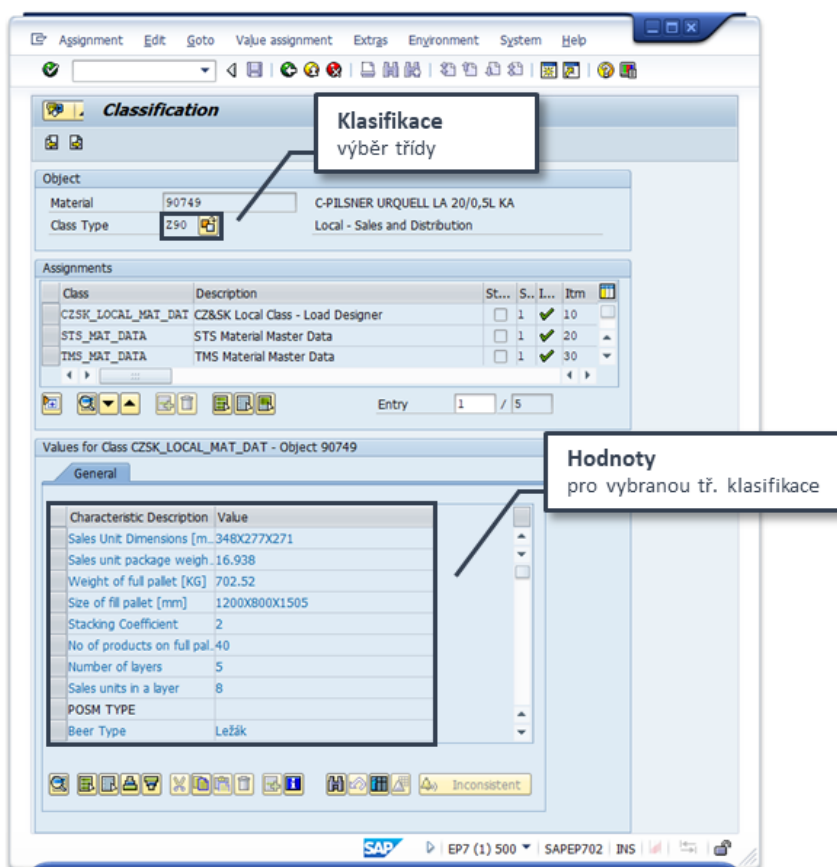 Assignment Edit Goto Value assignment Extras Environment System Help
Classification
Klasifikace
výběr třídy
Object
Material 90749 C-PILSNER URQUELL LA 20/0,5L KA
Class Type Z90 Local - Sales and Distribution
Assignments
Class Description St... S.. I... Itm
CZSK_LOCAL_MAT_DAT CZ&SK Local Class - Load Designer 1 10
STS_MAT_DATA STS Material Master Data 1 20
TMS_MAT_DATA TMS Material Master Data 1 30
Entry 1 / 5
Values for Class CZSK_LOCAL_MAT_DAT - Object 90749
General
Hodnoty
pro vybranou tř. klasifikace
Characteristic Description Value
Sales Unit Dimensions [m.. 348X277X271
Sales unit package weigh.. 16.938
Weight of full pallet [KG] 702.52
Size of fll pallet [mm] 1200X800X1505
Stacking Coefficient 2
No of products on full pal.. 40
Number of layers 5
Sales units in a layer 8
POSM TYPE
Beer Type Ležák
Inconsistent
SAP EP7 (1) 500 SAPEP702 INS